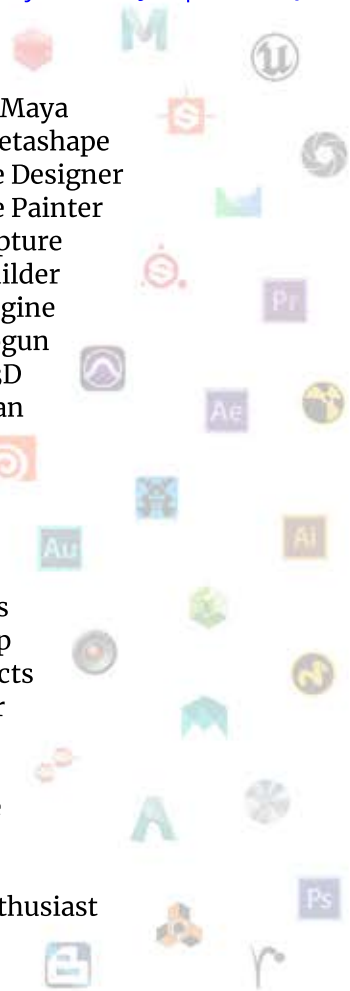 Maya
etashape
e Designer
e Painter
pture
ilder
gine
gun
3D
an
s
p
cts
r
thusiast
Pr
Ae
Au
Ai
Ps